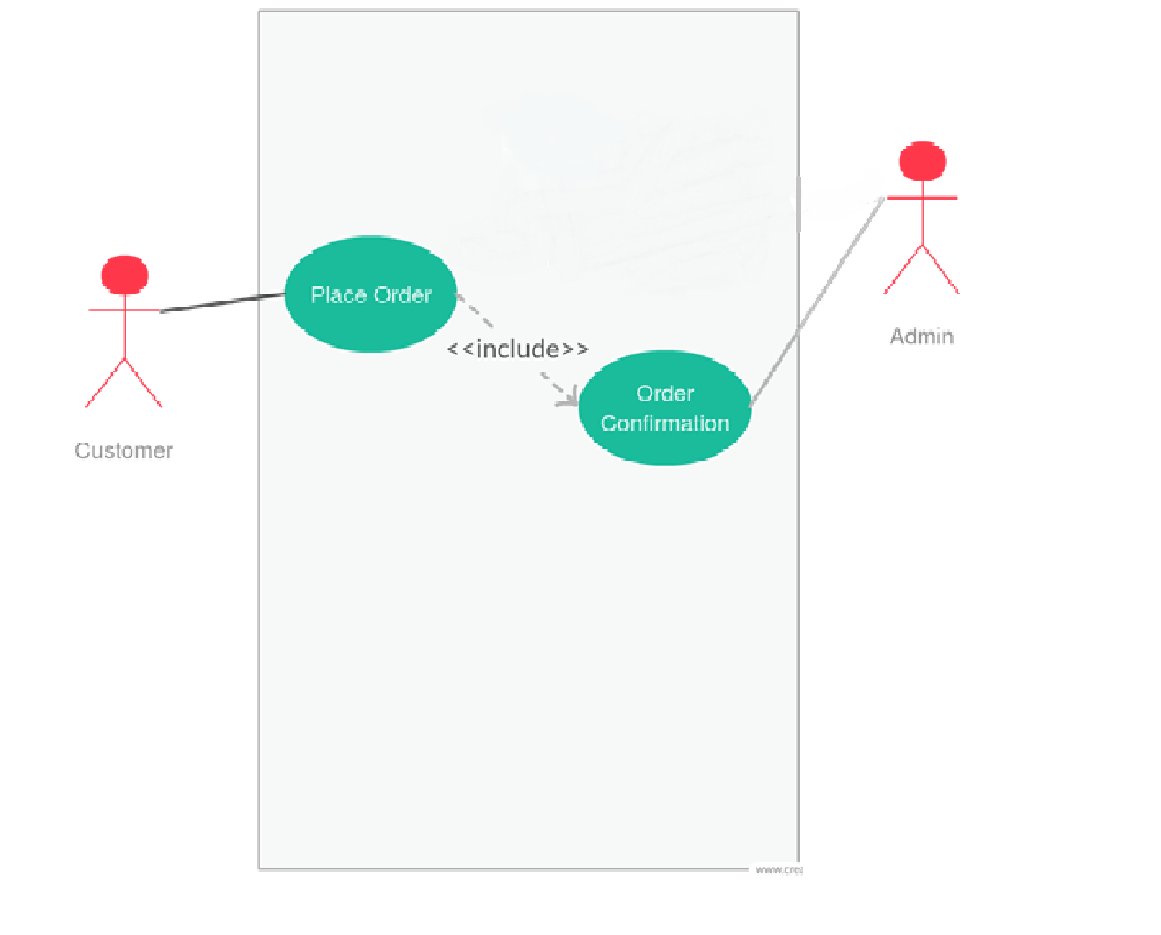 Place Order
<<include>>
Order
Confirmation
Admin
Customer